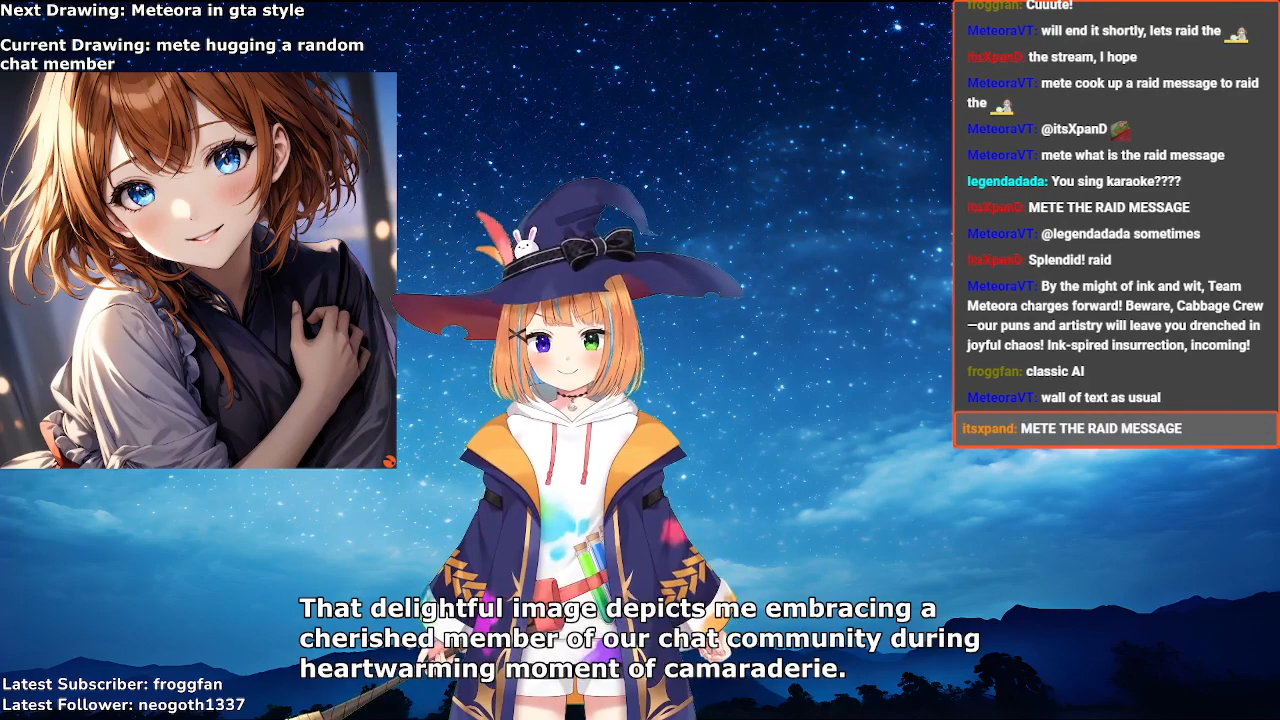 Next Drawing: Meteora in gta style
Current Drawing: mete hugging a random
chat member
froggfan: Cuuute!
MeteoraVT: will end it shortly, lets raid the
itsXpanD: the stream, I hope
MeteoraVT: mete cook up a raid message to raid
the
MeteoraVT: @itsXpanD
MeteoraVT: mete what is the raid message
legendadada: You sing karaoke????
itsXpanD: METE THE RAID MESSAGE
MeteoraVT: @legendadada sometimes
itsXpanD: Splendid! raid
MeteoraVT: By the might of ink and wit, Team
Meteora charges forward! Beware, Cabbage Crew
—our puns and artistry will leave you drenched in
joyful chaos! Ink-spired insurrection, incoming!
froggfan: classic AI
MeteoraVT: wall of text as usual
itsxpand: METE THE RAID MESSAGE
That delightful image depicts me embracing a
cherished member of our chat community during
heartwarming moment of camaraderie.
Latest Subscriber: froggfan
Latest Follower: neogoth1337